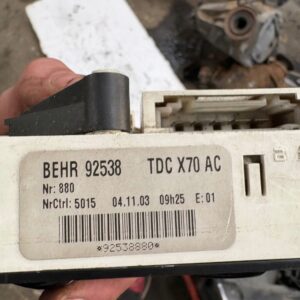 BEHR 92538 TDC X70 AC
Nr: 880
NrCtrl: 5015 04.11.03 09h25 E:01
*92538880*